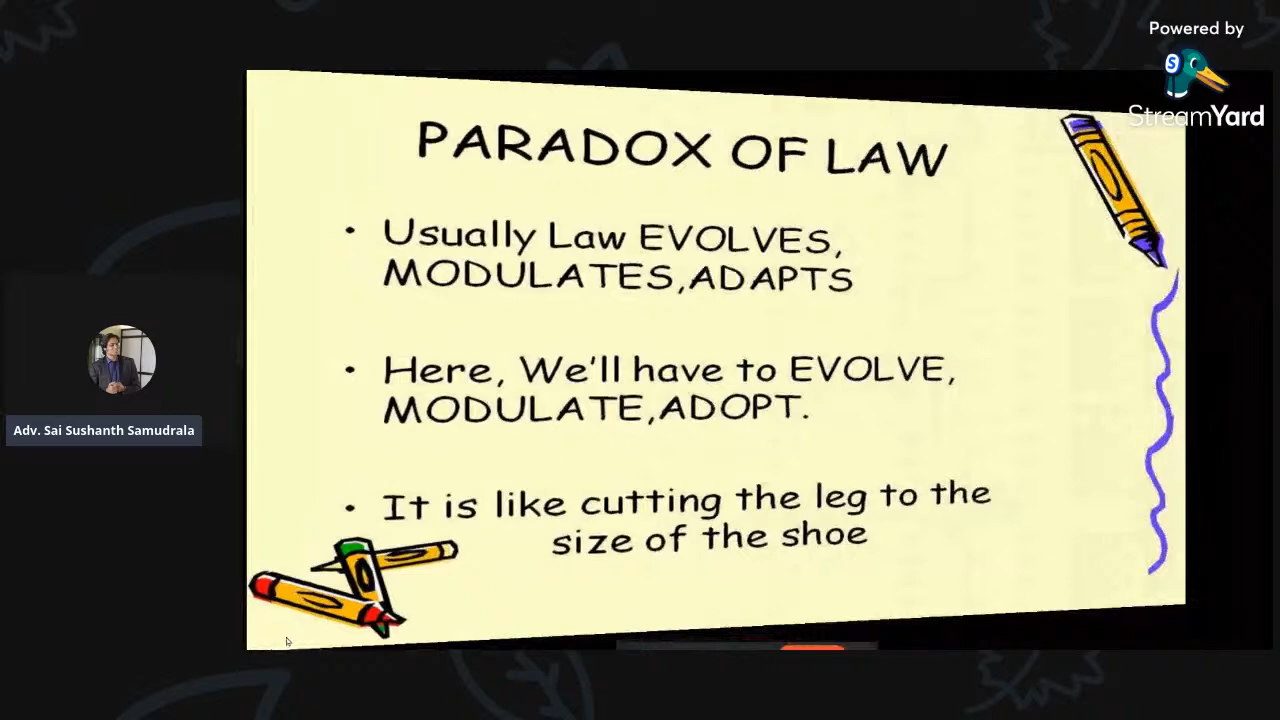 Powered by
StreamYard
PARADOX OF LAW
• Usually Law EVOLVES,
MODULATES,ADAPTS
• Here, We'll have to EVOLVE,
MODULATE,ADOPT.
• It is like cutting the leg to the
size of the shoe
Adv. Sai Sushanth Samudrala